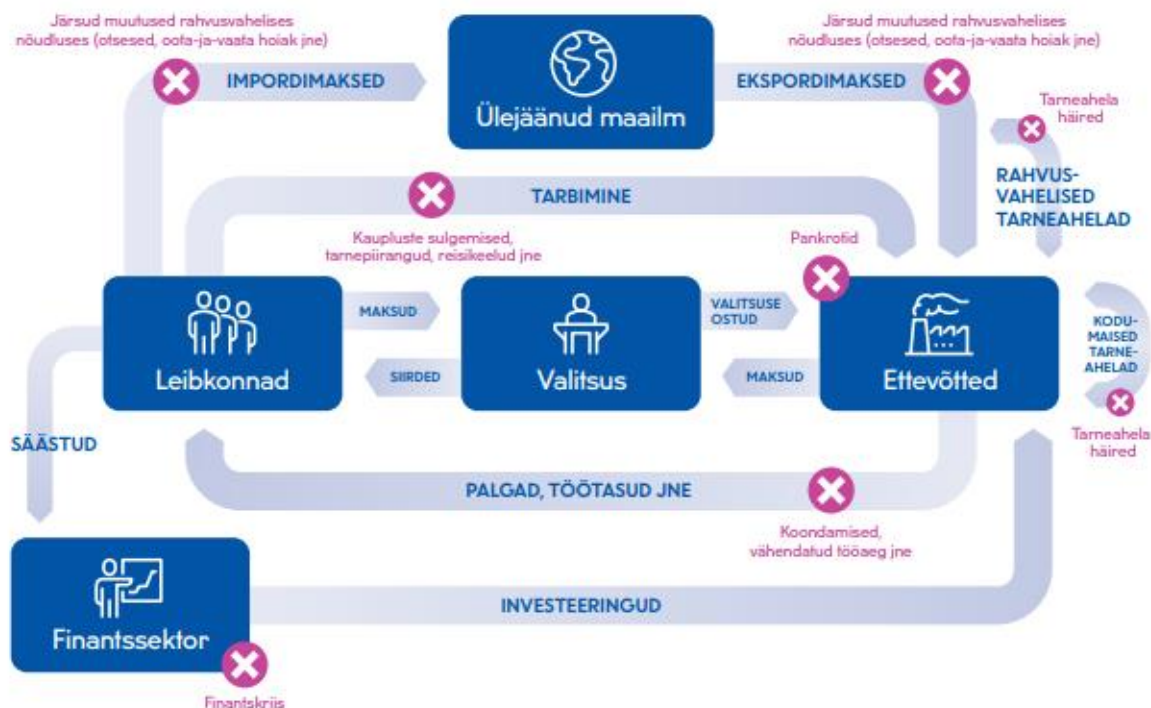 Järsud muutused rahvusvahelises
nõudluses (otsesed, oota-ja-vaata hoiak jne)
Järsud muutused rahvusvahelises
nõudluses (otsesed, oota-ja-vaata hoiak jne)
IMPORDIMAKSED
EKSPORDIMAKSED
Ülejäänud maailm
Tarneahela
häired
RAHVUS-
VAHELISED
TARNEAHELAD
TARBIMINE
Kaupluste sulgemised,
tarnepiirangud, reisikeelud jne
Pankrotid
Leibkonnad
MAKSUD
SIIRDED
Valitsus
VALITSUSE
OSTUD
MAKSUD
Ettevõtted
KODU-
MAISED
TARNE-
AHELAD
Tarneahela
häired
SÄÄSTUD
PALGAD, TÖÖTASUD JNE
Koondamised,
vähendatud tööaeg jne
Finantssektor
INVESTEERINGUD
Finantskriis